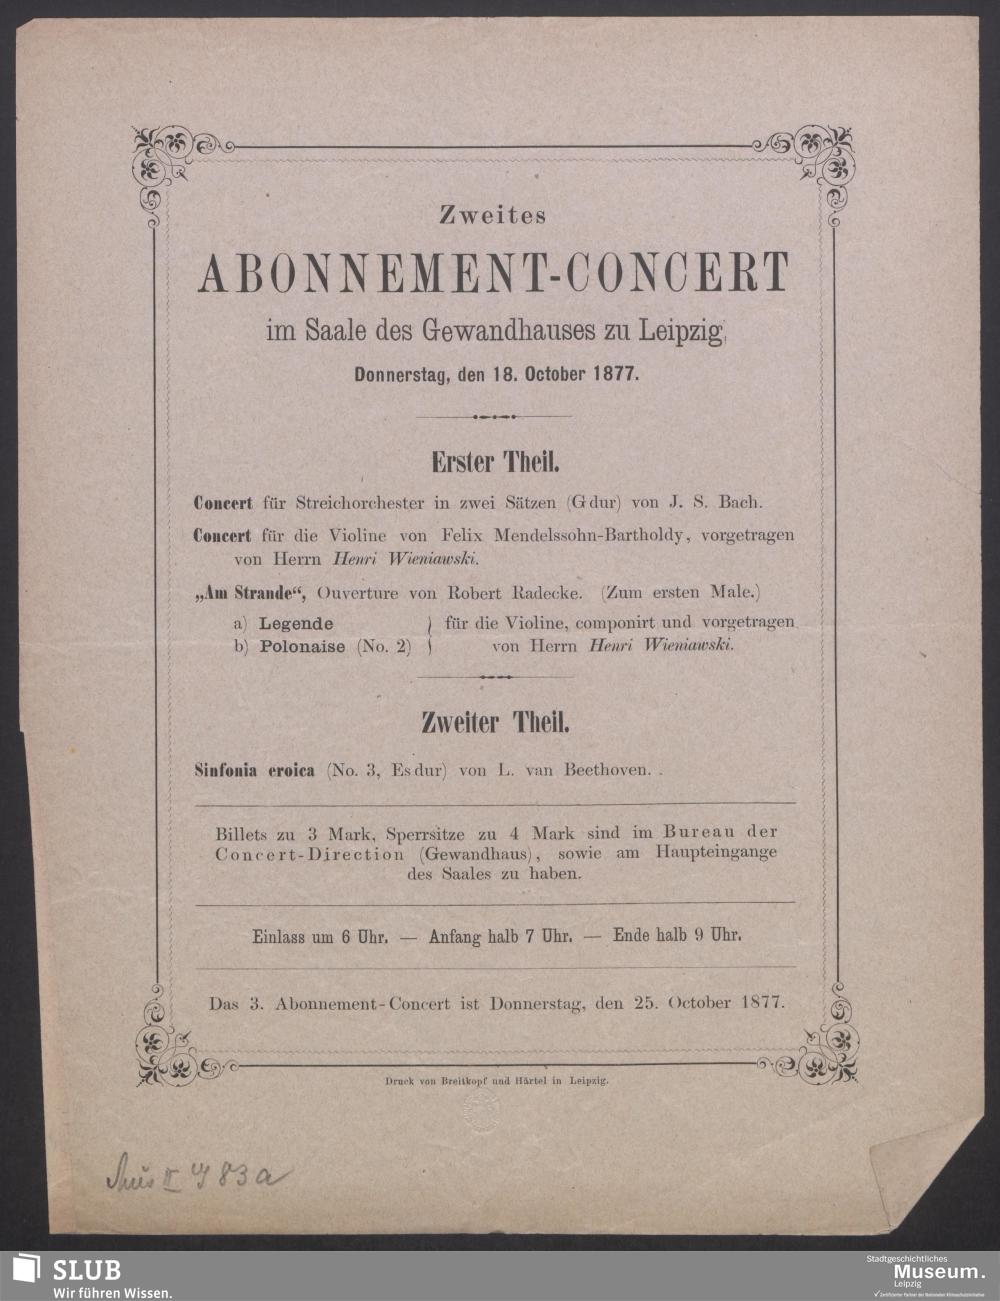 Zweites
ABONNEMENT-CONCERT
im Saale des Gewandhauses zu Leipzig,
Donnerstag, den 18. October 1877.
Erster Theil.
Concert für Streichorchester in zwei Sätzen (G dur) von J. S. Bach.
Concert für die Violine von Felix Mendelssohn-Bartholdy, vorgetragen
von Herrn Henri Wieniawski.
„Am Strande“, Ouverture von Robert Radecke. (Zum ersten Male.)
a) Legende } für die Violine, componirt und vorgetragen
b) Polonaise (No. 2) } von Herrn Henri Wieniawski.
Zweiter Theil.
Sinfonia eroica (No. 3, Es dur) von L. van Beethoven.
Billets zu 3 Mark, Sperrsitze zu 4 Mark sind im Bureau der
Concert-Direction (Gewandhaus), sowie am Haupteingange
des Saales zu haben.
Einlass um 6 Uhr. — Anfang halb 7 Uhr. — Ende halb 9 Uhr.
Das 3. Abonnement-Concert ist Donnerstag, den 25. October 1877.
Druck von Breitkopf und Härtel in Leipzig.
Mus II 83 a
SLUB
Wir führen Wissen.
Stadtgeschichtliches
Museum.
Leipzig